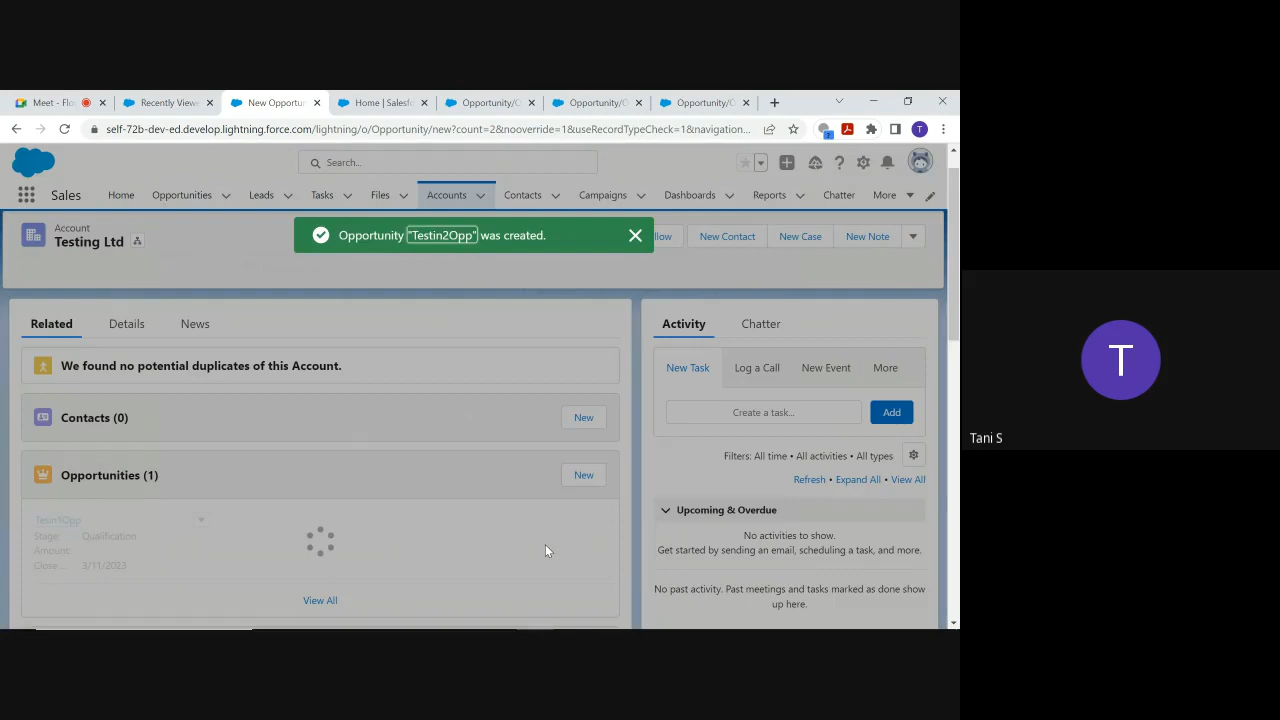 Meet - Flo
Recently View
New Opportun
Home | Salesf
Opportunity/C
Opportunity/C
Opportunity/C
self-72b-dev-ed.develop.lightning.force.com/lightning/o/Opportunity/new?count=2&nooverride=1&useRecordTypeCheck=1&navigation...
T
Search...
Sales
Home
Opportunities
Leads
Tasks
Files
Accounts
Contacts
Campaigns
Dashboards
Reports
Chatter
More
Account
Testing Ltd
Opportunity "Testin2Opp" was created.
llow
New Contact
New Case
New Note
Related
Details
News
We found no potential duplicates of this Account.
Contacts (0)
New
Opportunities (1)
New
Testin1Opp
Stage:
Qualification
Amount:
Close ...
3/11/2023
View All
Activity
Chatter
New Task
Log a Call
New Event
More
Create a task...
Add
Filters: All time • All activities • All types
Refresh • Expand All • View All
Upcoming & Overdue
No activities to show.
Get started by sending an email, scheduling a task, and more.
No past activity. Past meetings and tasks marked as done show
up here.
T
Tani S